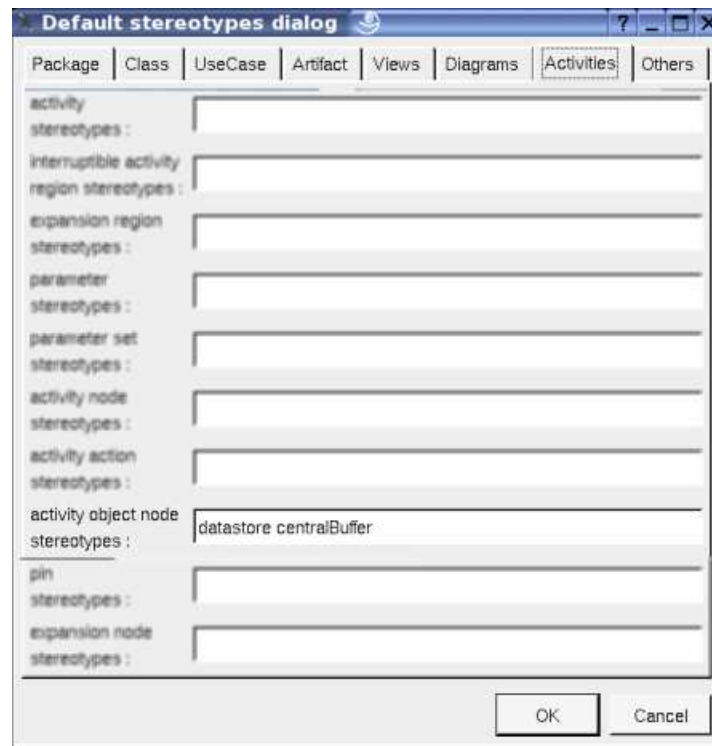 Default stereotypes dialog
Package Class UseCase Artifact Views Diagrams Activities Others
activity
stereotypes :
interruptible activity
region stereotypes :
expansion region
stereotypes :
parameter
stereotypes :
parameter set
stereotypes :
activity node
stereotypes :
activity action
stereotypes :
activity object node
stereotypes :
datastore centralBuffer
pin
stereotypes :
expansion node
stereotypes :
OK Cancel